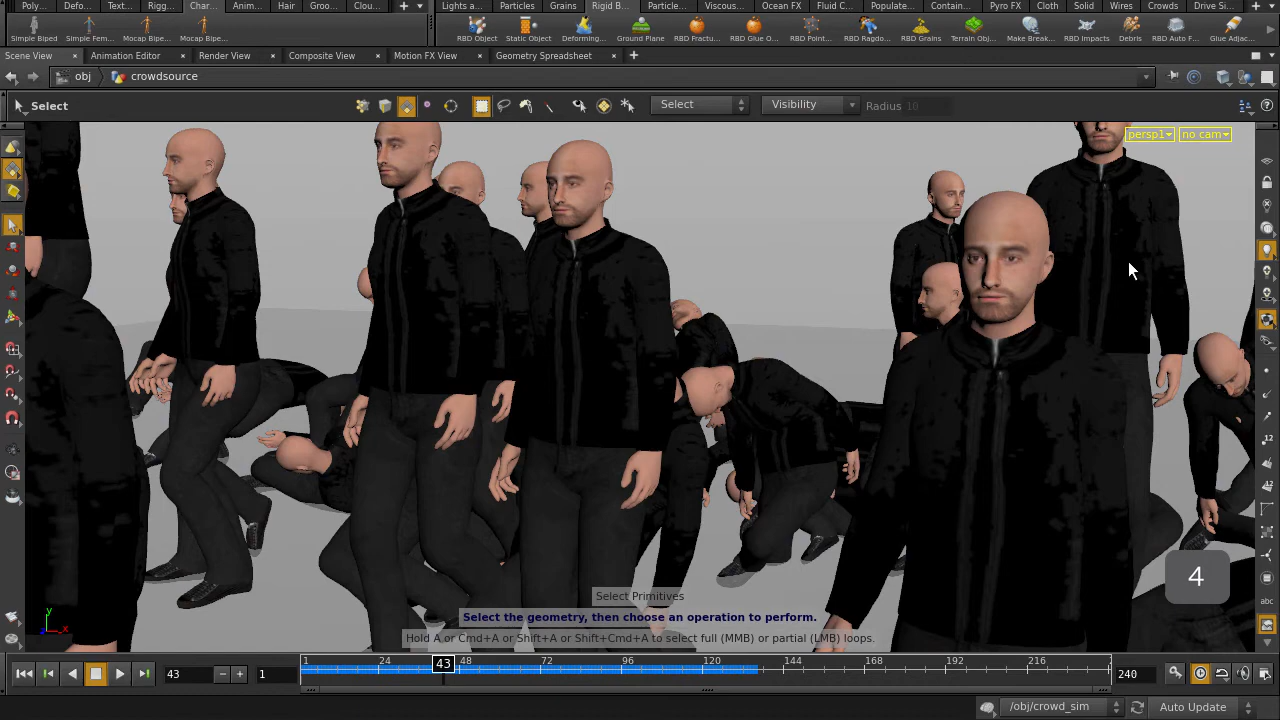 Poly... Defo... Text... Rigg... Char... Anim... Hair Groo... Clou... Lights a... Particles Grains Rigid B... Particle... Viscous... Ocean FX Fluid C... Populate... Contain... Pyro FX Cloth Solid Wires Crowds Drive Si...
Simple Biped Simple Fem... Mocap Bipe... Mocap Bipe... RBD Object Static Object Deforming... Ground Plane RBD Fractu... RBD Glue O... RBD Point... RBD Ragdo... RBD Grains Terrain Obj... Make Break... RBD Impacts Debris RBD Auto F... Glue Adjac...
Scene View Animation Editor Render View Composite View Motion FX View Geometry Spreadsheet
obj crowdsource
Select Select Visibility Radius 10
persp1 no cam
12
12
42
abc
4
Select Primitives
Select the geometry, then choose an operation to perform.
Hold A or Cmd+A or Shift+A or Shift+Cmd+A to select full (MMB) or partial (LMB) loops.
y
x
43 1 1 24 43 48 72 96 120 144 168 192 216 240
/obj/crowd_sim Auto Update